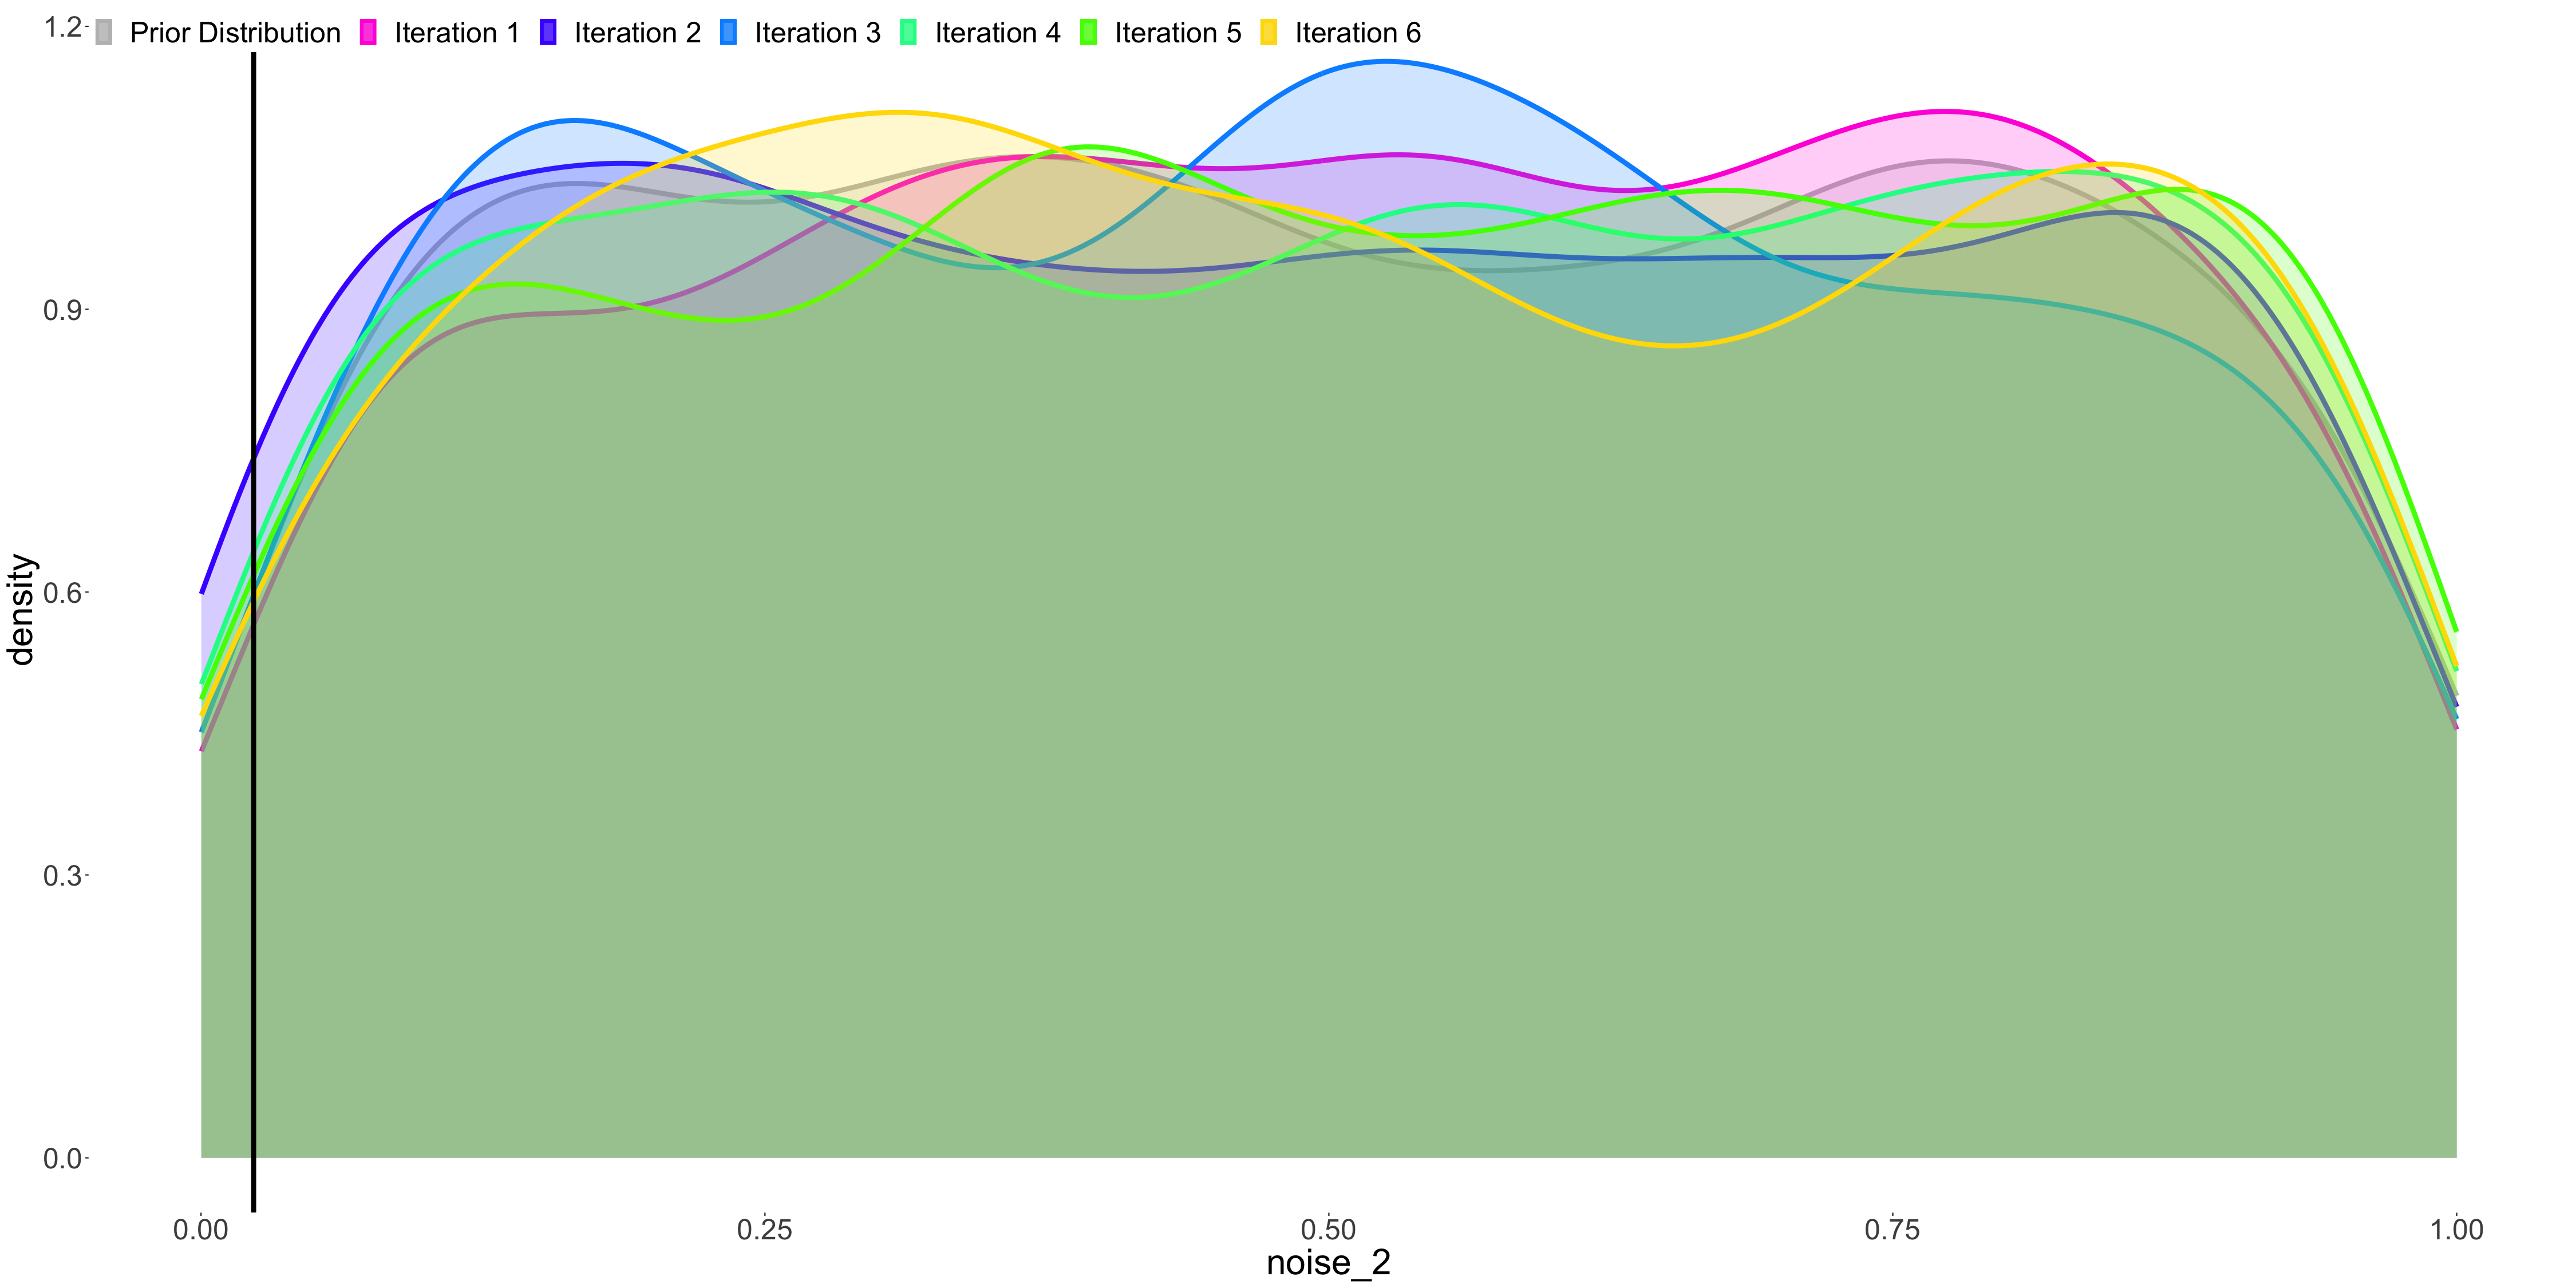 1.2
Prior Distribution Iteration 1 Iteration 2 Iteration 3 Iteration 4 Iteration 5 Iteration 6
0.9
0.6
density
0.3
0.0
0.00 0.25 0.50 0.75 1.00
noise_2